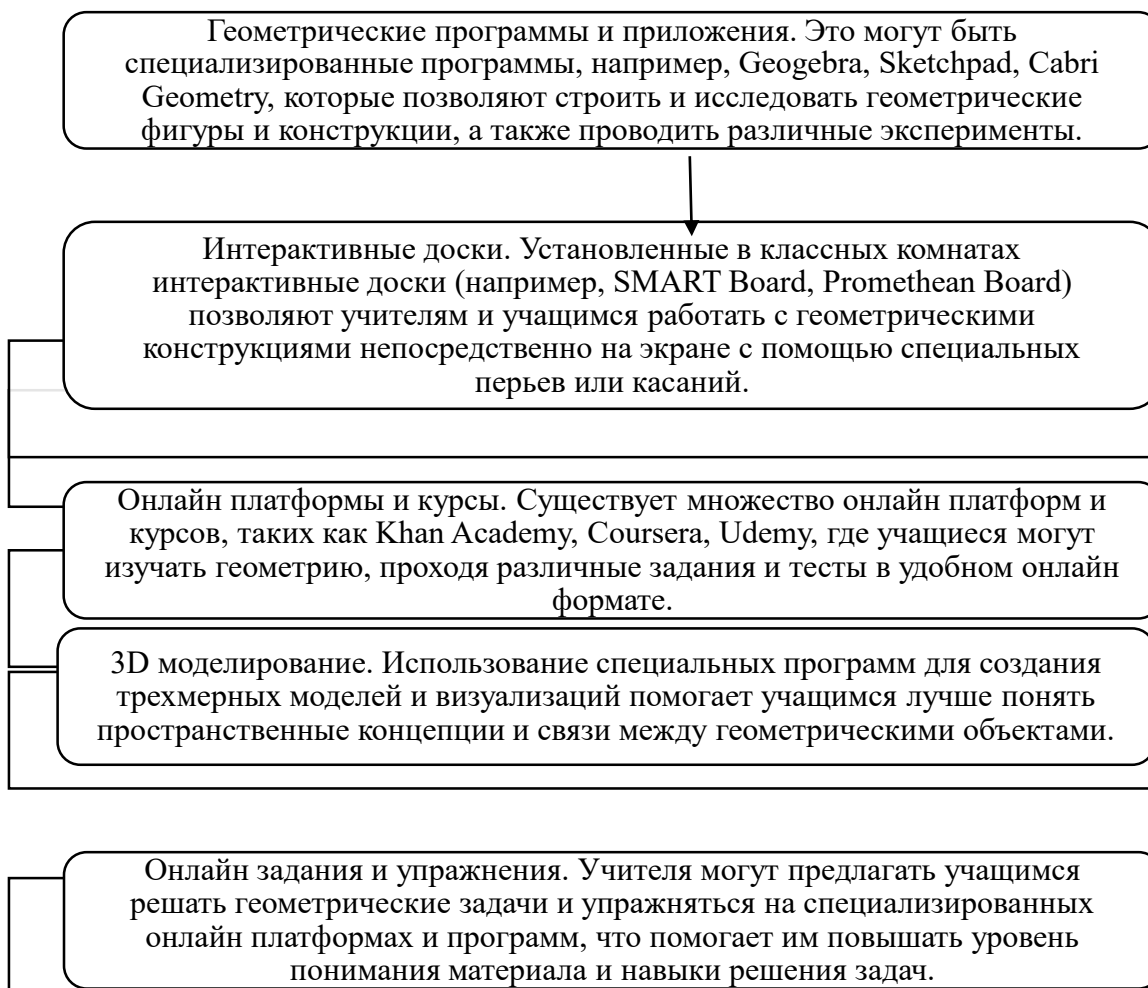 Геометрические программы и приложения. Это могут быть
специализированные программы, например, Geogebra, Sketchpad, Cabri
Geometry, которые позволяют строить и исследовать геометрические
фигуры и конструкции, а также проводить различные эксперименты.
Интерактивные доски. Установленные в классных комнатах
интерактивные доски (например, SMART Board, Promethean Board)
позволяют учителям и учащимся работать с геометрическими
конструкциями непосредственно на экране с помощью специальных
перьев или касаний.
Онлайн платформы и курсы. Существует множество онлайн платформ и
курсов, таких как Khan Academy, Coursera, Udemy, где учащиеся могут
изучать геометрию, проходя различные задания и тесты в удобном онлайн
формате.
3D моделирование. Использование специальных программ для создания
трехмерных моделей и визуализаций помогает учащимся лучше понять
пространственные концепции и связи между геометрическими объектами.
Онлайн задания и упражнения. Учителя могут предлагать учащимся
решать геометрические задачи и упражняться на специализированных
онлайн платформах и программ, что помогает им повышать уровень
понимания материала и навыки решения задач.